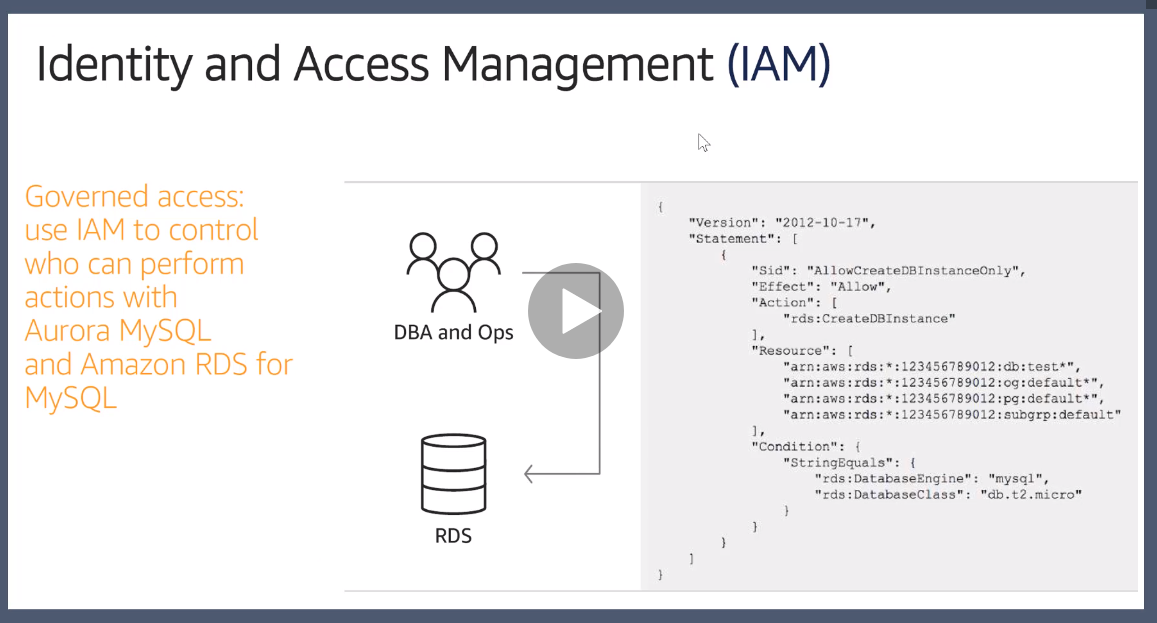 Identity and Access Management (IAM)
Governed access:
use IAM to control
who can perform
actions with
Aurora MySQL
and Amazon RDS for
MySQL
DBA and Ops
RDS
{
"Version": "2012-10-17",
"Statement": [
{
"Sid": "AllowCreateDBInstanceOnly",
"Effect": "Allow",
"Action": [
"rds:CreateDBInstance"
],
"Resource": [
"arn:aws:rds:*:123456789012:db:test*",
"arn:aws:rds:*:123456789012:og:default*",
"arn:aws:rds:*:123456789012:pg:default*",
"arn:aws:rds:*:123456789012:subgrp:default"
],
"Condition": {
"StringEquals": {
"rds:DatabaseEngine": "mysql",
"rds:DatabaseClass": "db.t2.micro"
}
}
}
]
}